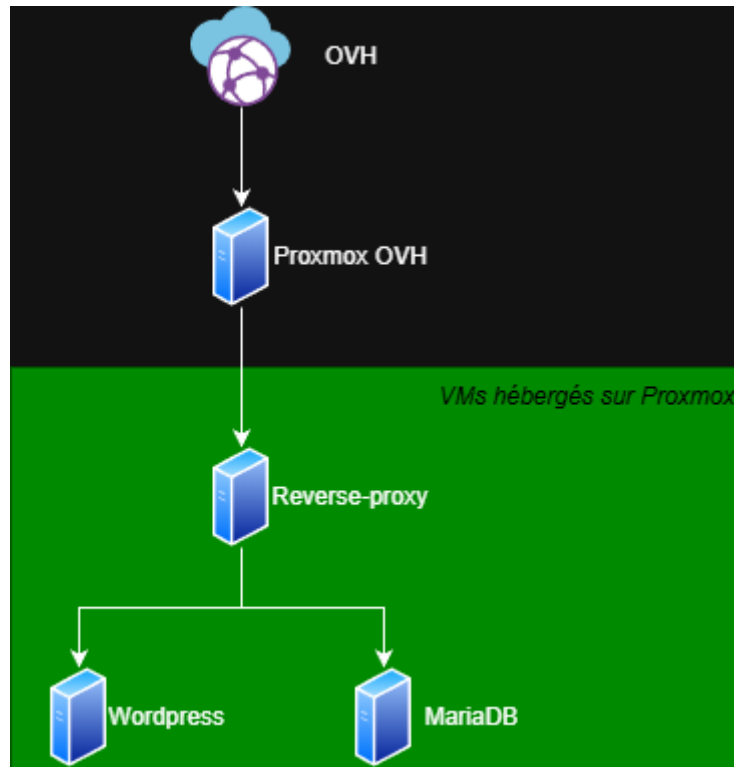 OVH
Proxmox OVH
VMs hébergés sur Proxmox
Reverse-proxy
Wordpress
MariaDB